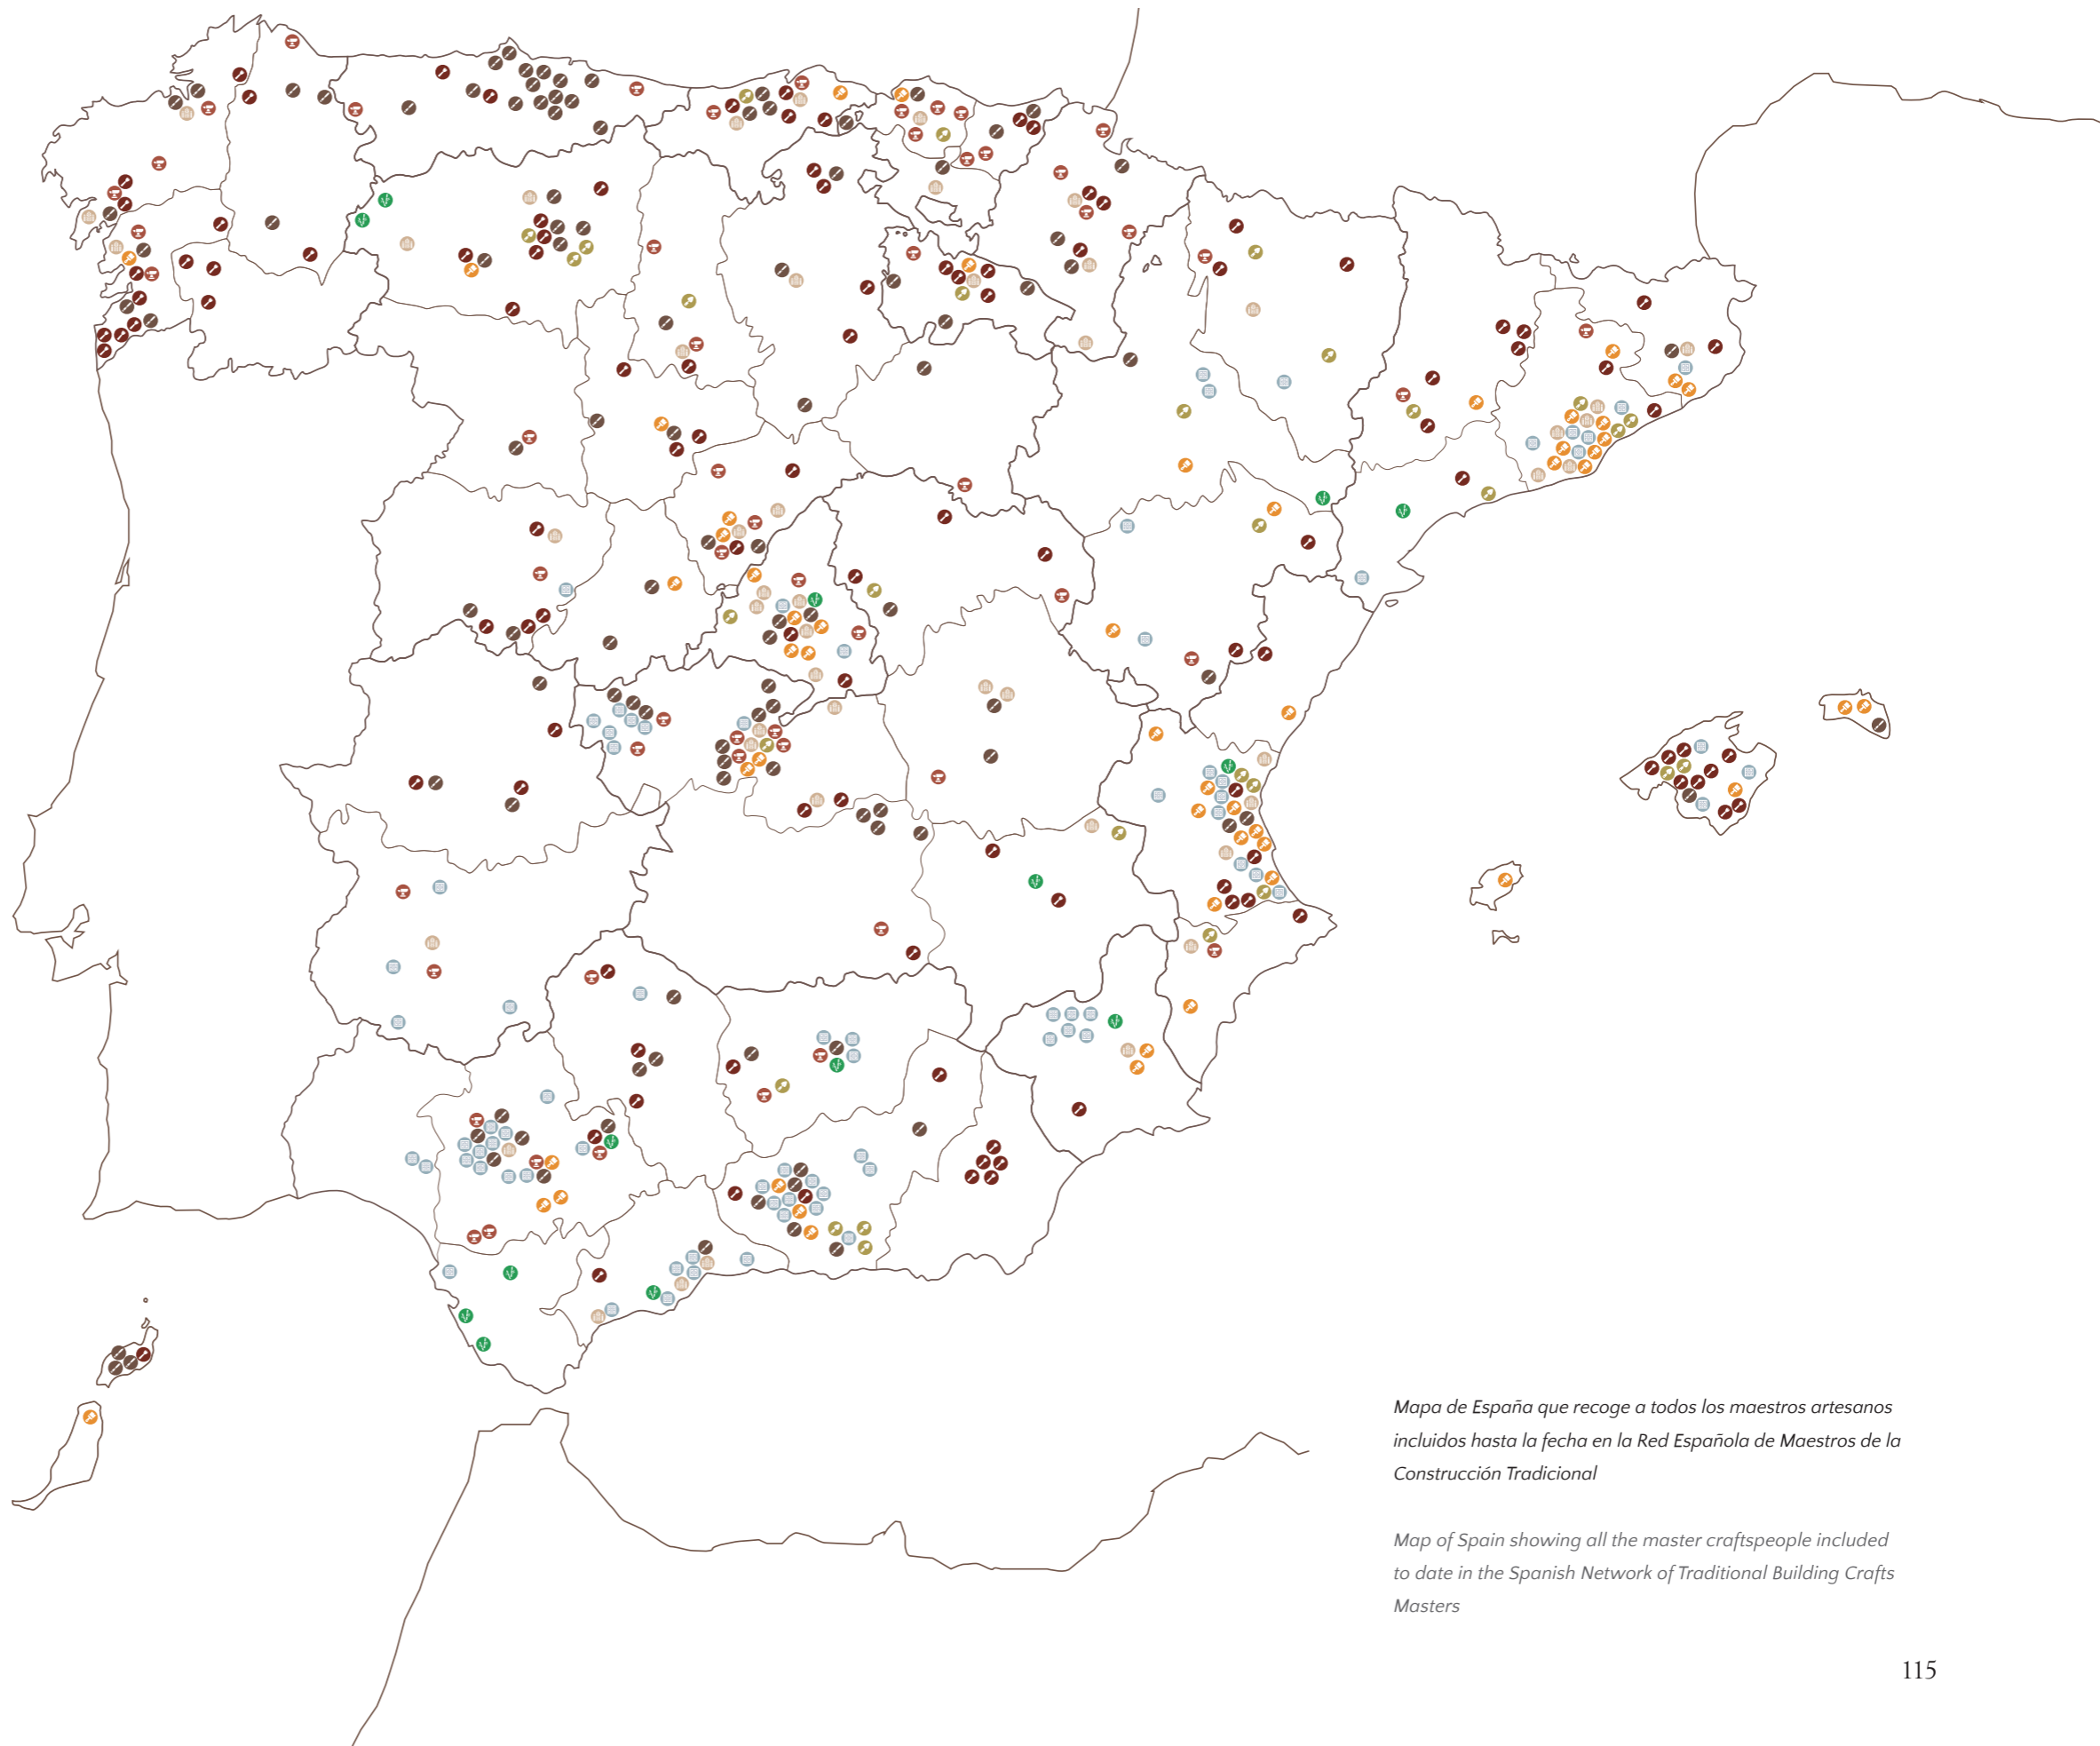 Mapa de España que recoge a todos los maestros artesanos
incluidos hasta la fecha en la Red Española de Maestros de la
Construcción Tradicional
Map of Spain showing all the master craftspeople included
to date in the Spanish Network of Traditional Building Crafts
Masters
115